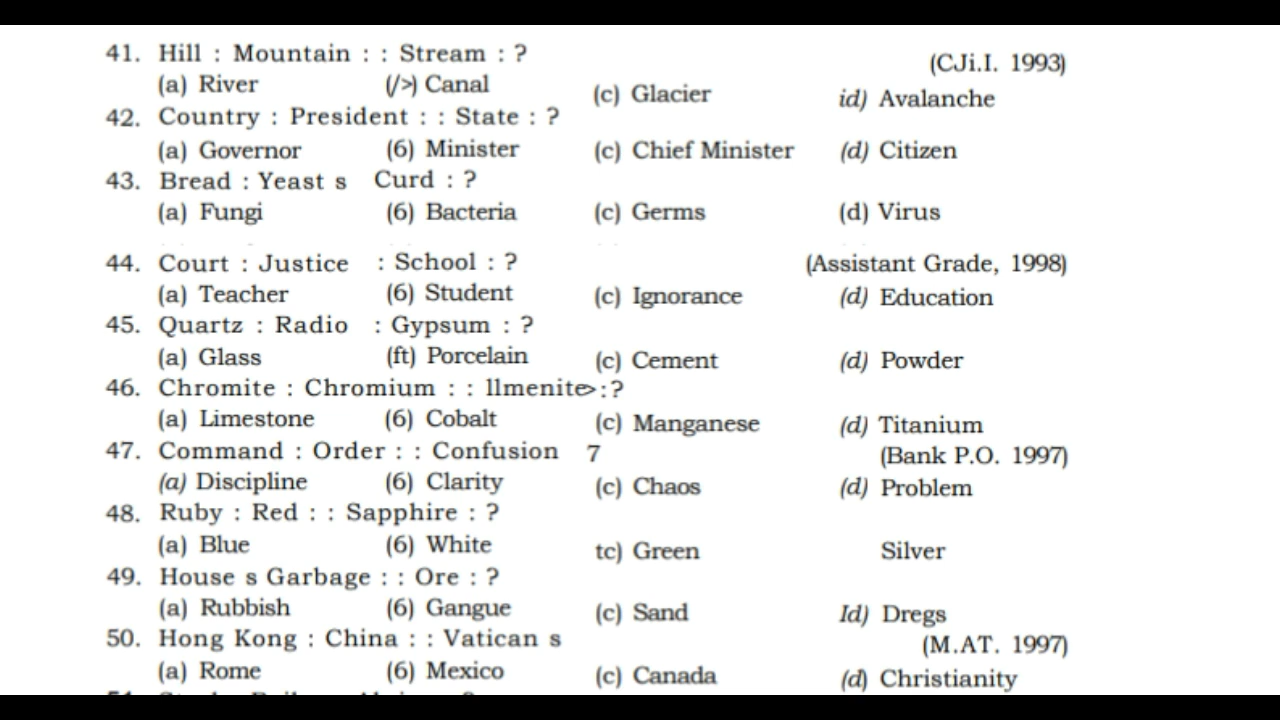 41. Hill : Mountain : : Stream : ? (CJi.I. 1993)
(a) River (/>) Canal (c) Glacier id) Avalanche
42. Country : President : : State : ?
(a) Governor (6) Minister (c) Chief Minister (d) Citizen
43. Bread : Yeast s Curd : ?
(a) Fungi (6) Bacteria (c) Germs (d) Virus
44. Court : Justice : School : ? (Assistant Grade, 1998)
(a) Teacher (6) Student (c) Ignorance (d) Education
45. Quartz : Radio : Gypsum : ?
(a) Glass (ft) Porcelain (c) Cement (d) Powder
46. Chromite : Chromium : : llmenite> : ?
(a) Limestone (6) Cobalt (c) Manganese (d) Titanium
47. Command : Order : : Confusion 7 (Bank P.O. 1997)
(a) Discipline (6) Clarity (c) Chaos (d) Problem
48. Ruby : Red : : Sapphire : ?
(a) Blue (6) White tc) Green Silver
49. House s Garbage : : Ore : ?
(a) Rubbish (6) Gangue (c) Sand Id) Dregs
50. Hong Kong : China : : Vatican s (M.AT. 1997)
(a) Rome (6) Mexico (c) Canada (d) Christianity